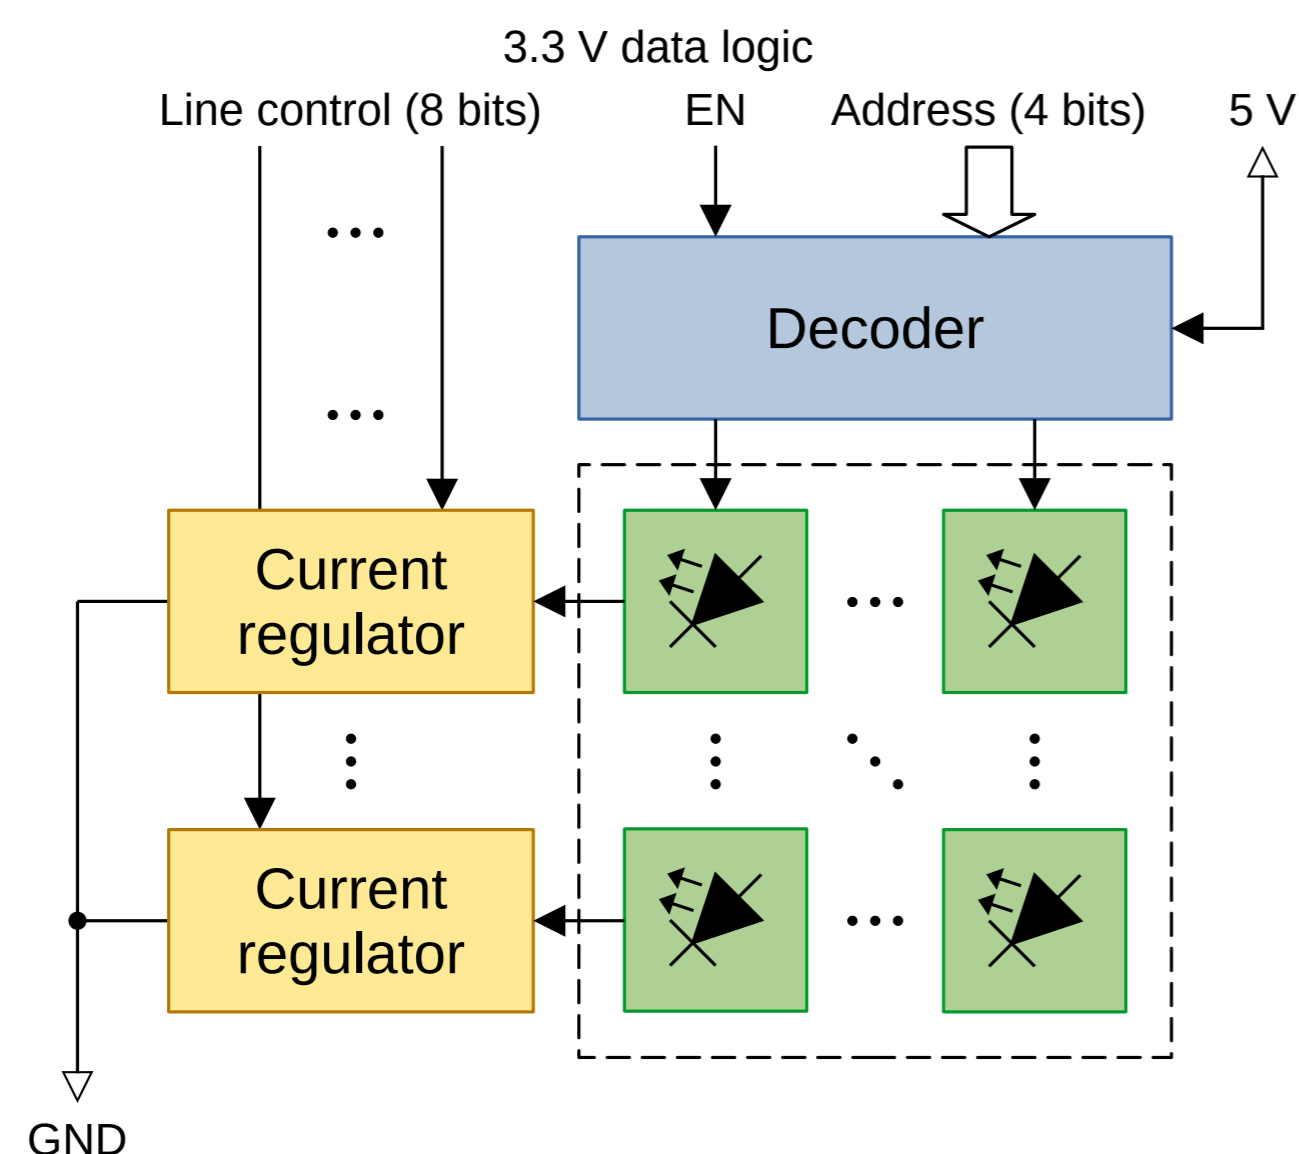 3.3 V data logic
Line control (8 bits)
EN
Address (4 bits)
5 V
Decoder
Current
regulator
Current
regulator
GND